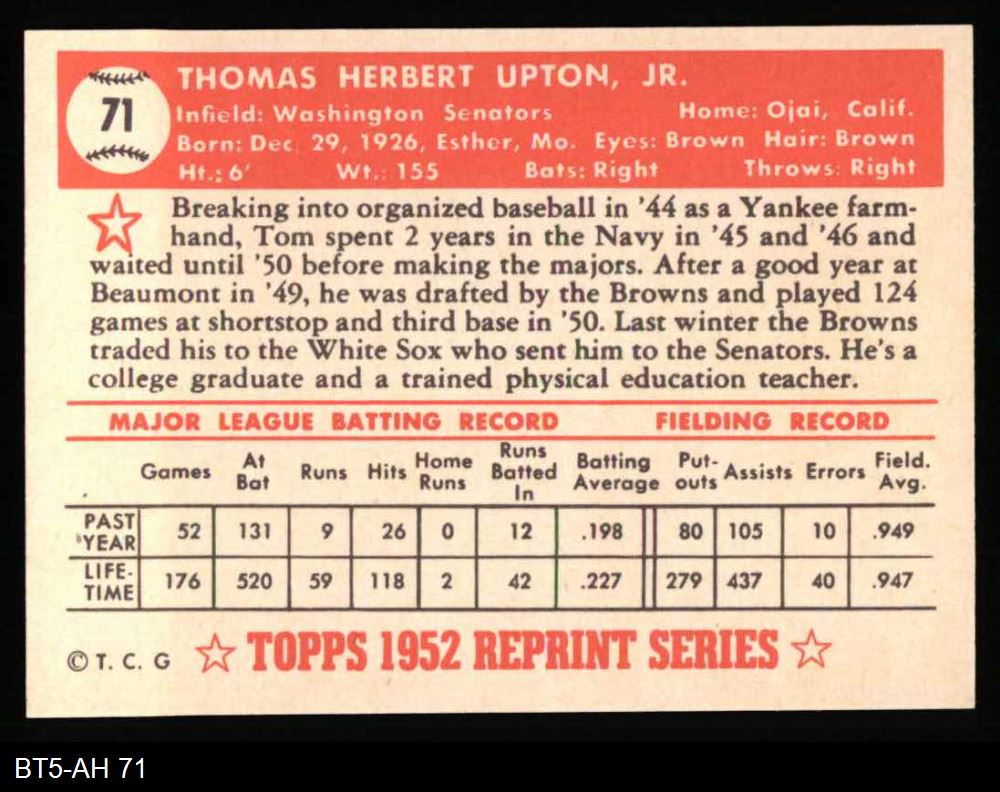 71
THOMAS HERBERT UPTON, JR.
Infield: Washington Senators Home: Ojai, Calif.
Born: Dec. 29, 1926, Esther, Mo. Eyes: Brown Hair: Brown
Ht.: 6' Wt.: 155 Bats: Right Throws: Right
Breaking into organized baseball in '44 as a Yankee farm-
hand, Tom spent 2 years in the Navy in '45 and '46 and
waited until '50 before making the majors. After a good year at
Beaumont in '49, he was drafted by the Browns and played 124
games at shortstop and third base in '50. Last winter the Browns
traded his to the White Sox who sent him to the Senators. He's a
college graduate and a trained physical education teacher.
MAJOR LEAGUE BATTING RECORD FIELDING RECORD
Games At Bat Runs Hits Home Runs Runs Batted In Batting Average Put-outs Assists Errors Field. Avg.
PAST YEAR 52 131 9 26 0 12 .198 80 105 10 .949
LIFE-TIME 176 520 59 118 2 42 .227 279 437 40 .947
© T. C. G ☆ TOPPS 1952 REPRINT SERIES ☆
BT5-AH 71